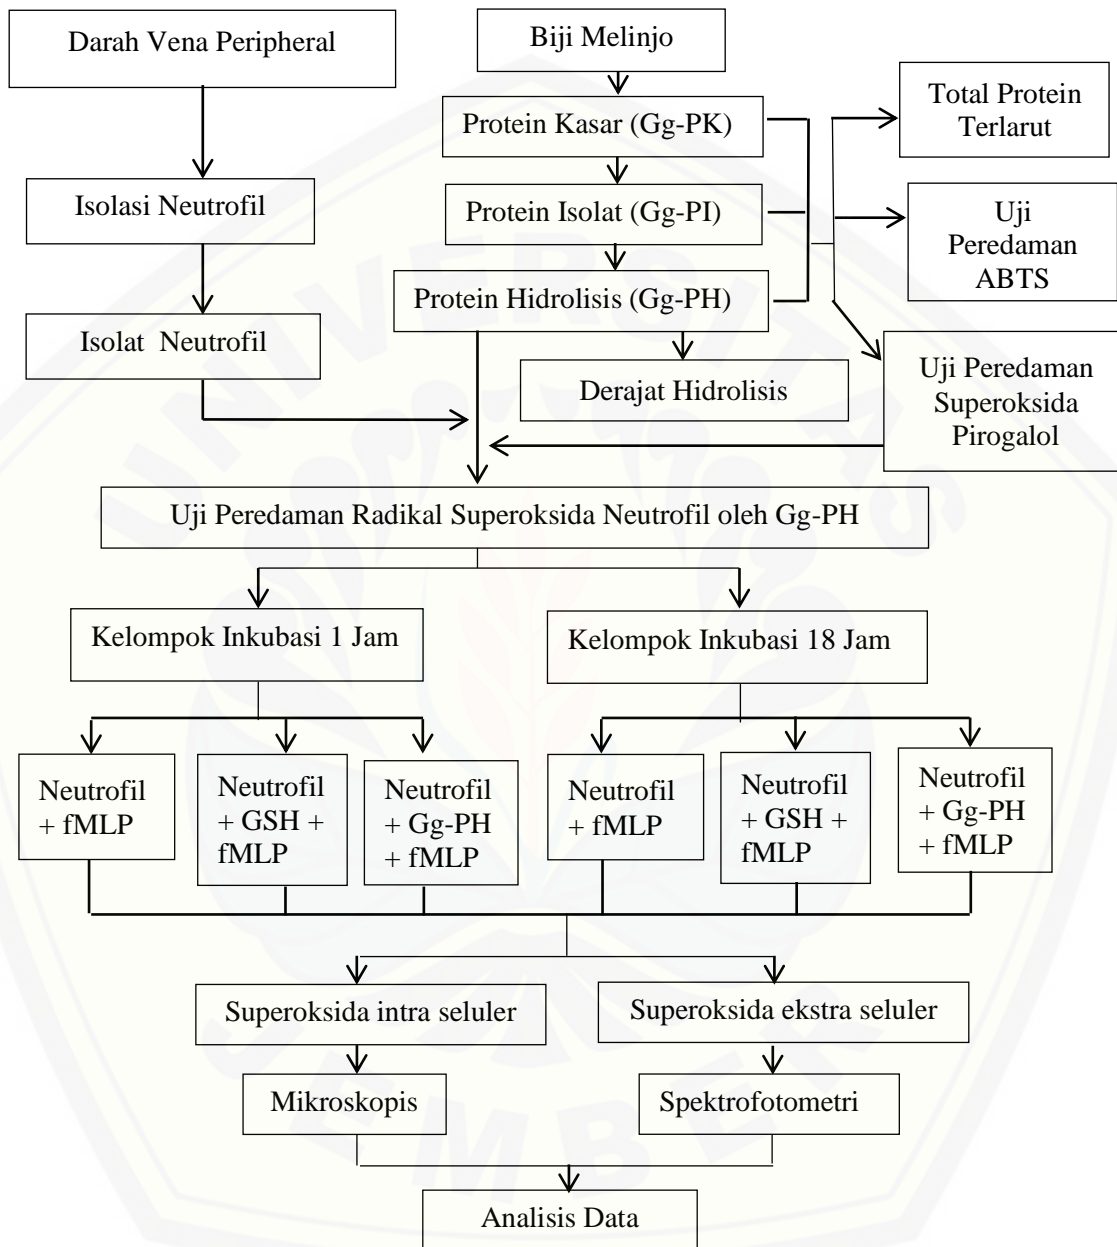 Darah Vena Peripheral
Biji Melinjo
Protein Kasar (Gg-PK)
Total Protein
Terlarut
Isolasi Neutrofil
Protein Isolat (Gg-PI)
Uji
Peredaman
ABTS
Protein Hidrolisis (Gg-PH)
Isolat Neutrofil
Derajat Hidrolisis
Uji Peredaman
Superoksida
Pirogalol
Uji Peredaman Radikal Superoksida Neutrofil oleh Gg-PH
Kelompok Inkubasi 1 Jam
Kelompok Inkubasi 18 Jam
Neutrofil
+ fMLP
Neutrofil
+ GSH +
fMLP
Neutrofil
+ Gg-PH
+ fMLP
Neutrofil
+ fMLP
Neutrofil
+ GSH +
fMLP
Neutrofil
+ Gg-PH
+ fMLP
Superoksida intra seluler
Superoksida ekstra seluler
Mikroskopis
Spektrofotometri
Analisis Data
UNIVERSITAS
JEMBER